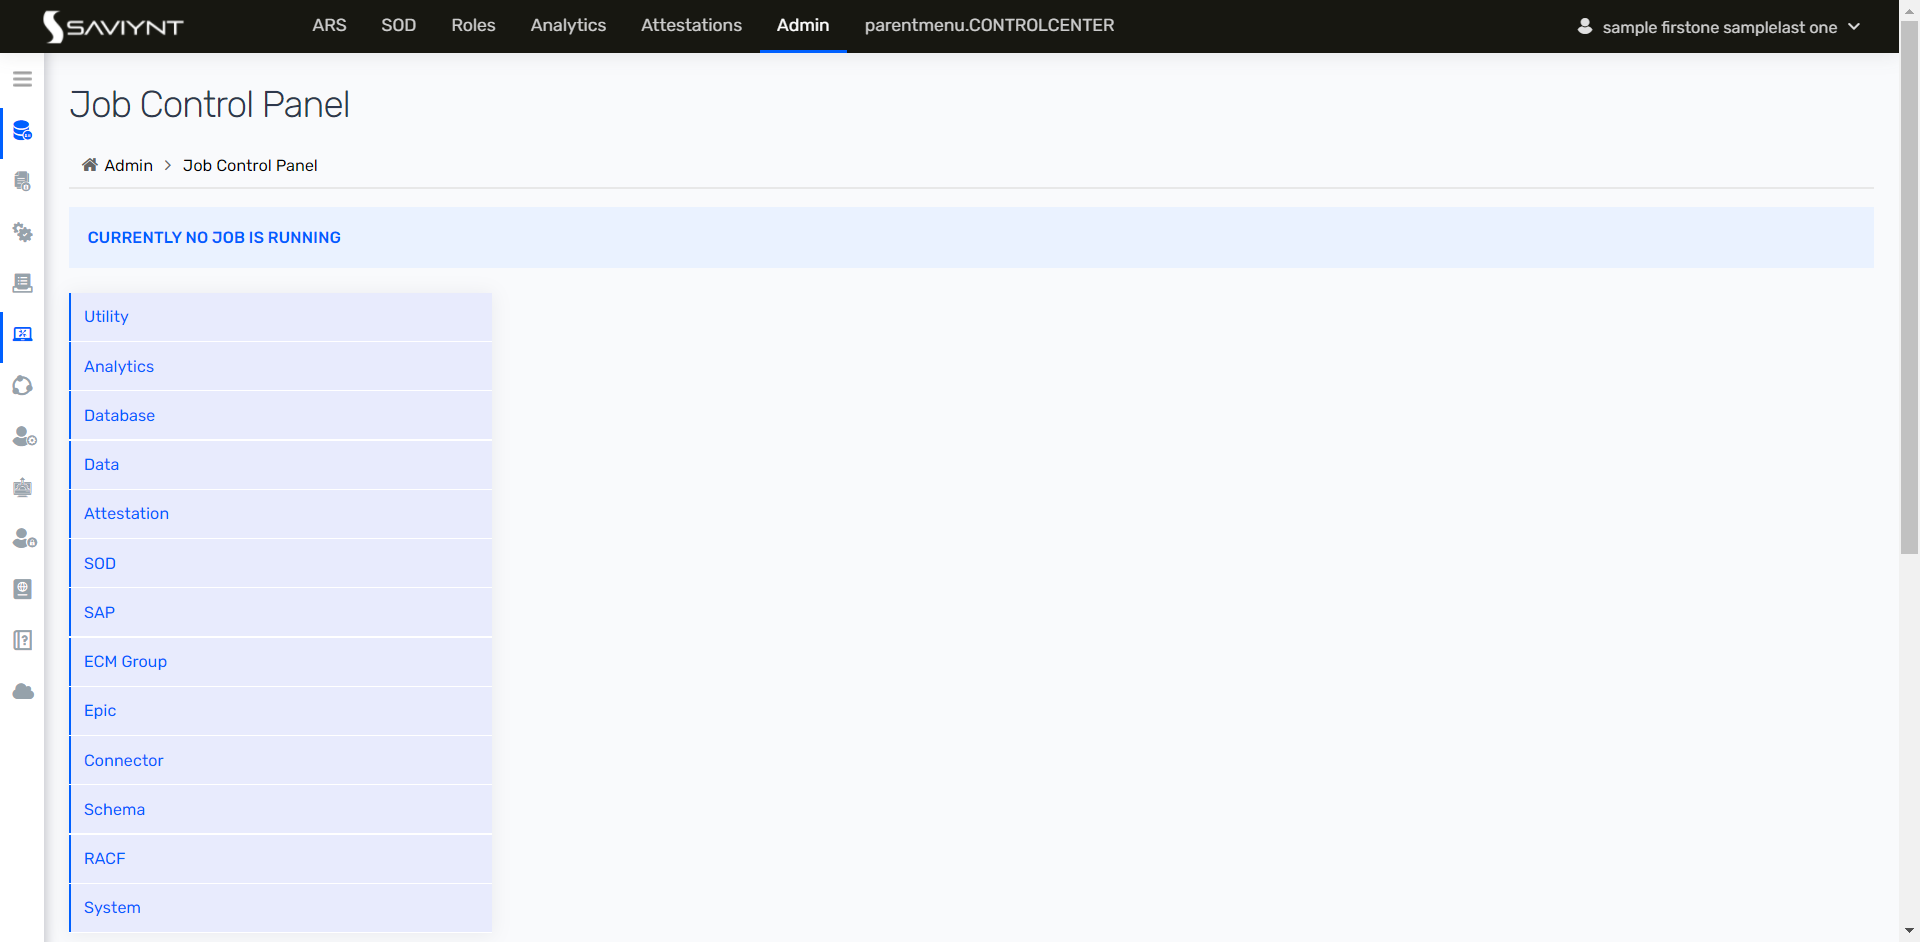 SAVIYNT
ARS SOD Roles Analytics Attestations Admin parentmenu.CONTROLCENTER sample firstone samplelast one
Job Control Panel
Admin > Job Control Panel
CURRENTLY NO JOB IS RUNNING
Utility
Analytics
Database
Data
Attestation
SOD
SAP
ECM Group
Epic
Connector
Schema
RACF
System